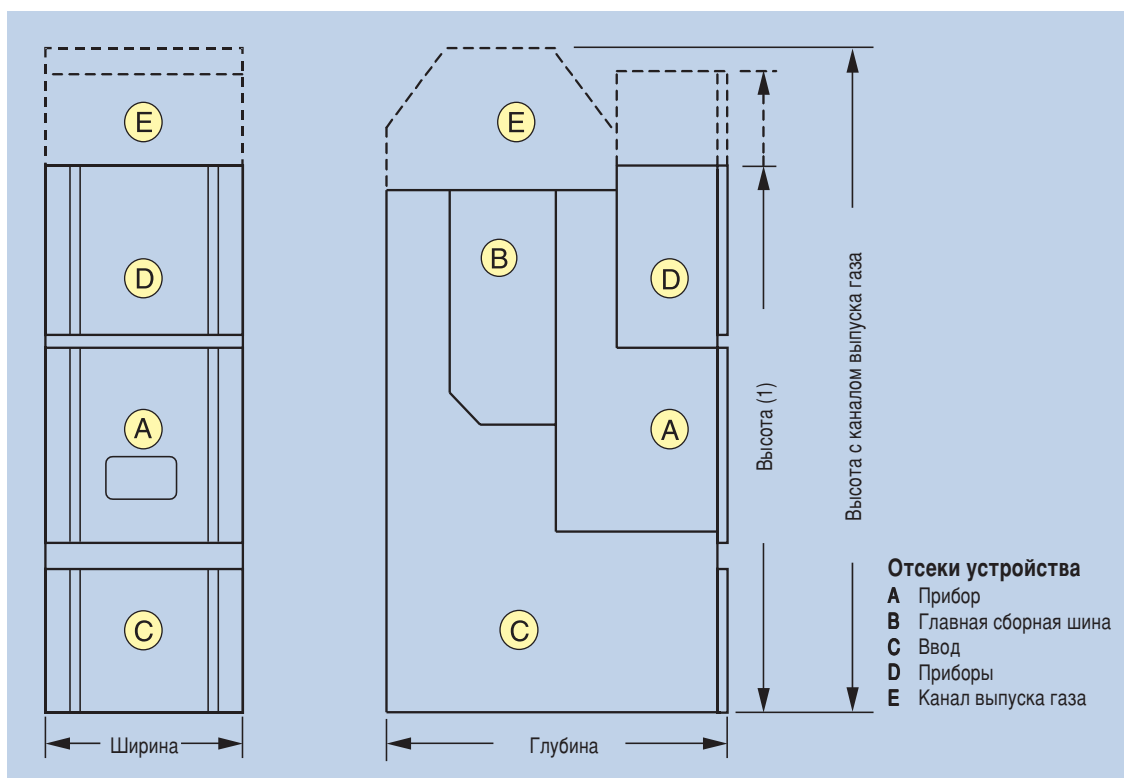 E
E
D
B
D
A
A
C
C
Высота (1)
Высота с каналом выпуска газа
Ширина
Глубина
Отсеки устройства
A Прибор
B Главная сборная шина
C Ввод
D Приборы
E Канал выпуска газа